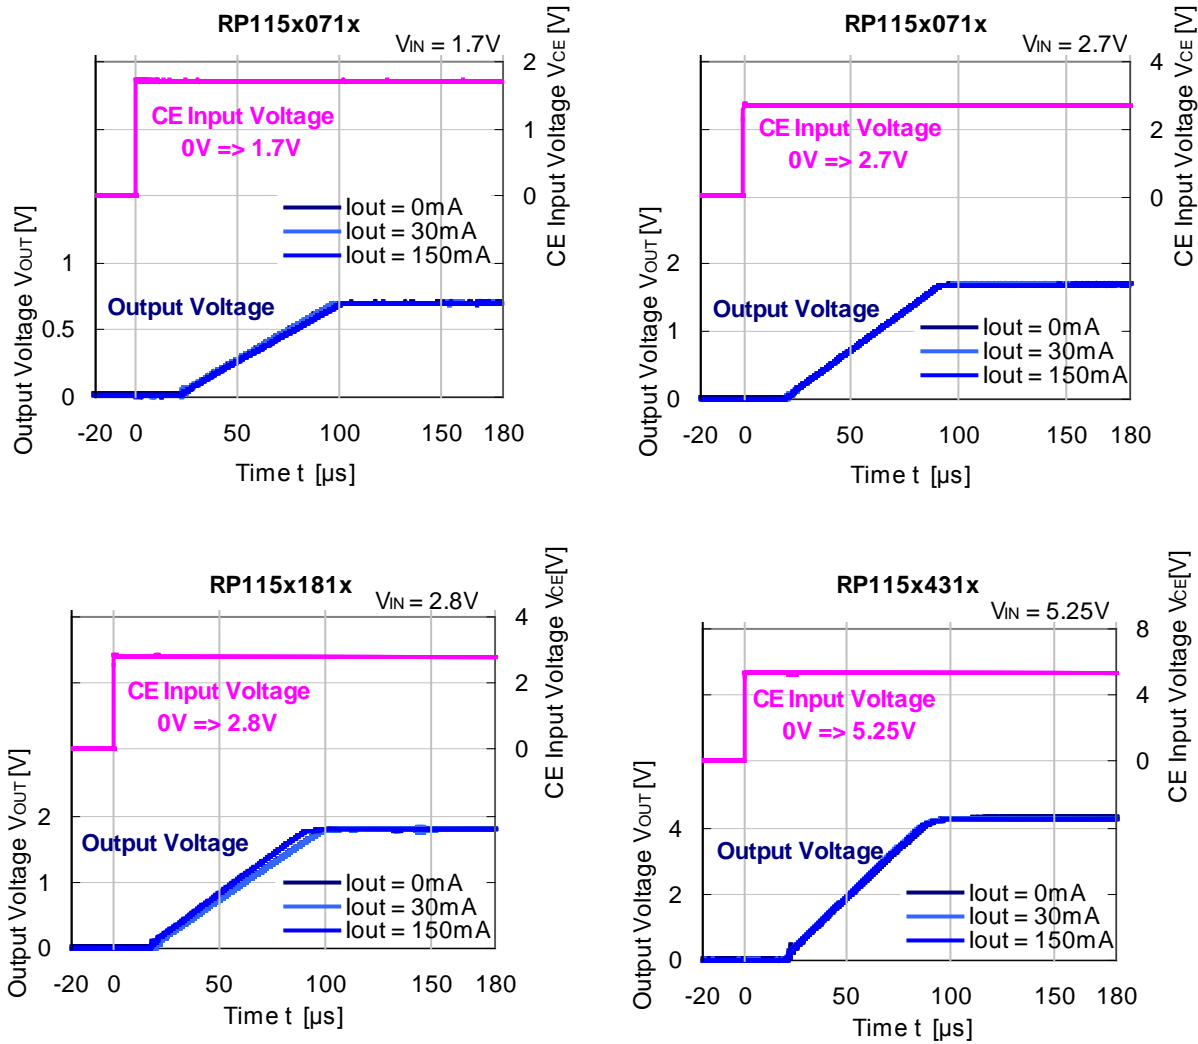 RP115x071x
VIN = 1.7V
2
1
0
CE Input Voltage VCE [V]
CE Input Voltage
0V => 1.7V
Iout = 0mA
Iout = 30mA
Iout = 150mA
Output Voltage
Output Voltage VOUT [V]
1
0.5
0
-20 0 50 100 150 180
Time t [µs]
RP115x071x
VIN = 2.7V
4
2
0
CE Input Voltage VCE [V]
CE Input Voltage
0V => 2.7V
Output Voltage
Iout = 0mA
Iout = 30mA
Iout = 150mA
Output Voltage VOUT [V]
2
1
0
-20 0 50 100 150 180
Time t [µs]
RP115x181x
VIN = 2.8V
4
2
0
CE Input Voltage VCE[V]
CE Input Voltage
0V => 2.8V
Output Voltage
Iout = 0mA
Iout = 30mA
Iout = 150mA
Output Voltage VOUT [V]
2
1
0
-20 0 50 100 150 180
Time t [µs]
RP115x431x
VIN = 5.25V
8
4
0
CE Input Voltage VCE[V]
CE Input Voltage
0V => 5.25V
Output Voltage
Iout = 0mA
Iout = 30mA
Iout = 150mA
Output Voltage VOUT [V]
4
2
0
-20 0 50 100 150 180
Time t [µs]